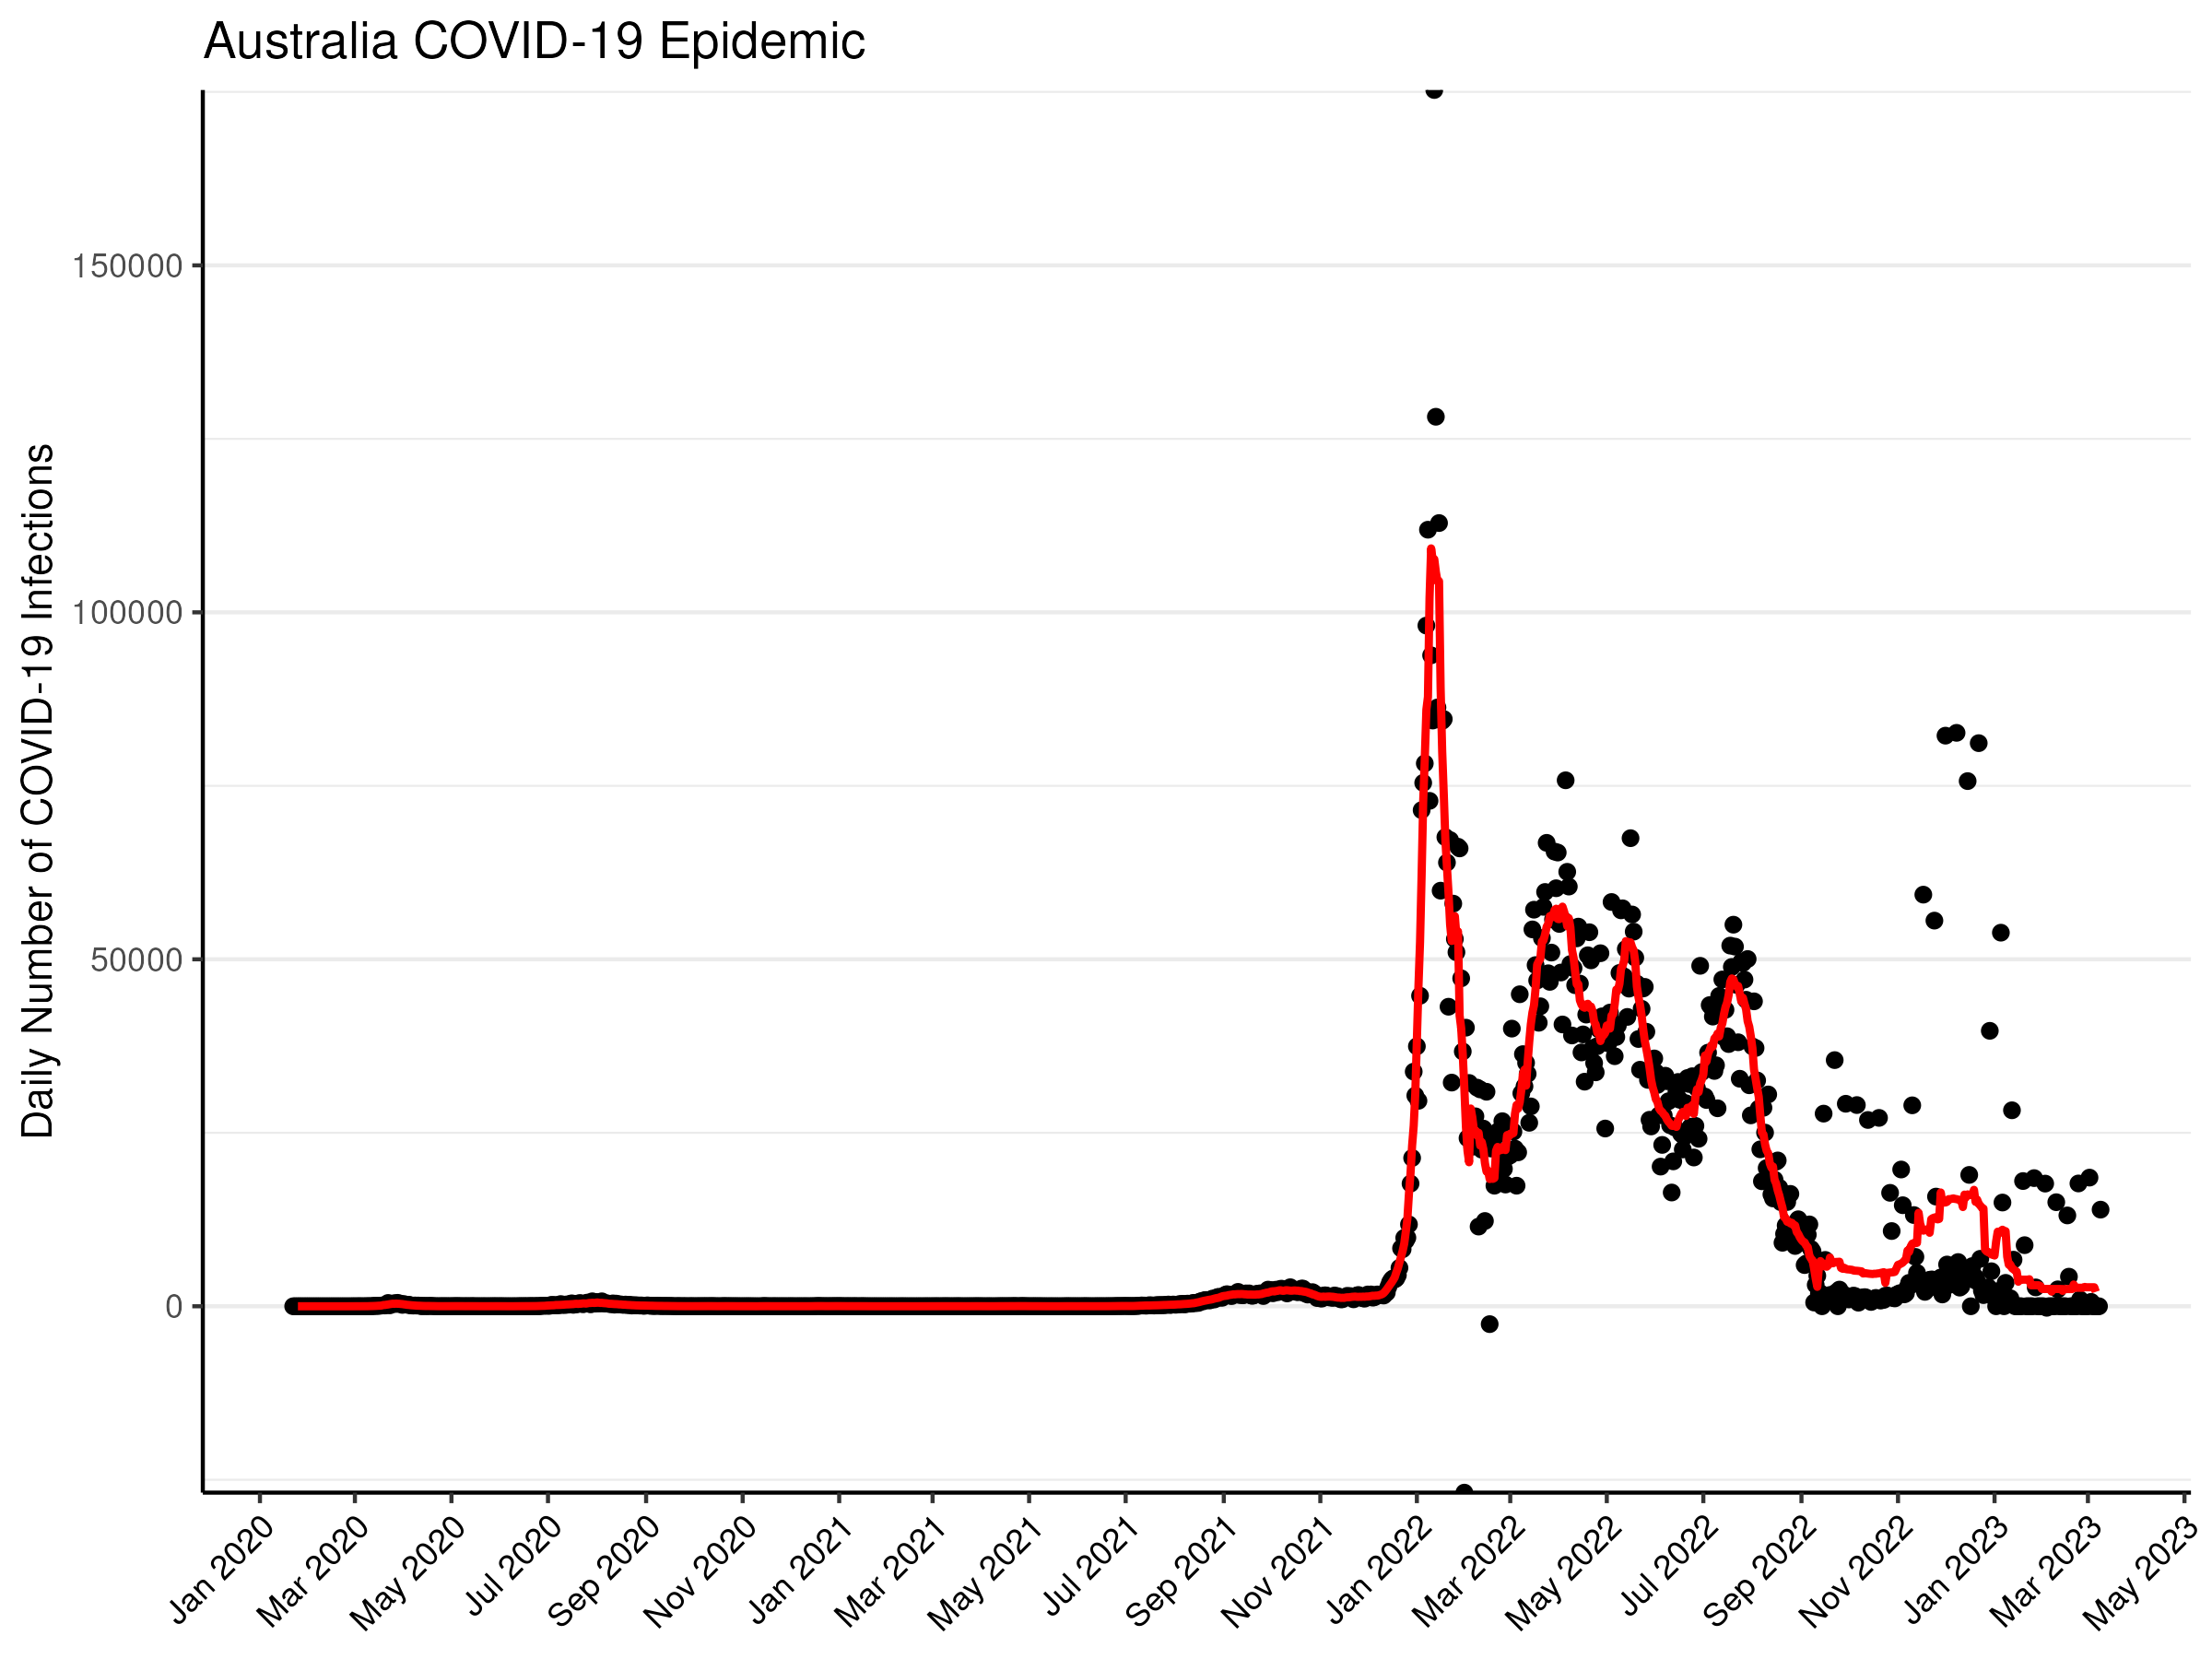 Australia COVID-19 Epidemic
Daily Number of COVID-19 Infections
150000
100000
50000
0
Jan 2020
Mar 2020
May 2020
Jul 2020
Sep 2020
Nov 2020
Jan 2021
Mar 2021
May 2021
Jul 2021
Sep 2021
Nov 2021
Jan 2022
Mar 2022
May 2022
Jul 2022
Sep 2022
Nov 2022
Jan 2023
Mar 2023
May 2023